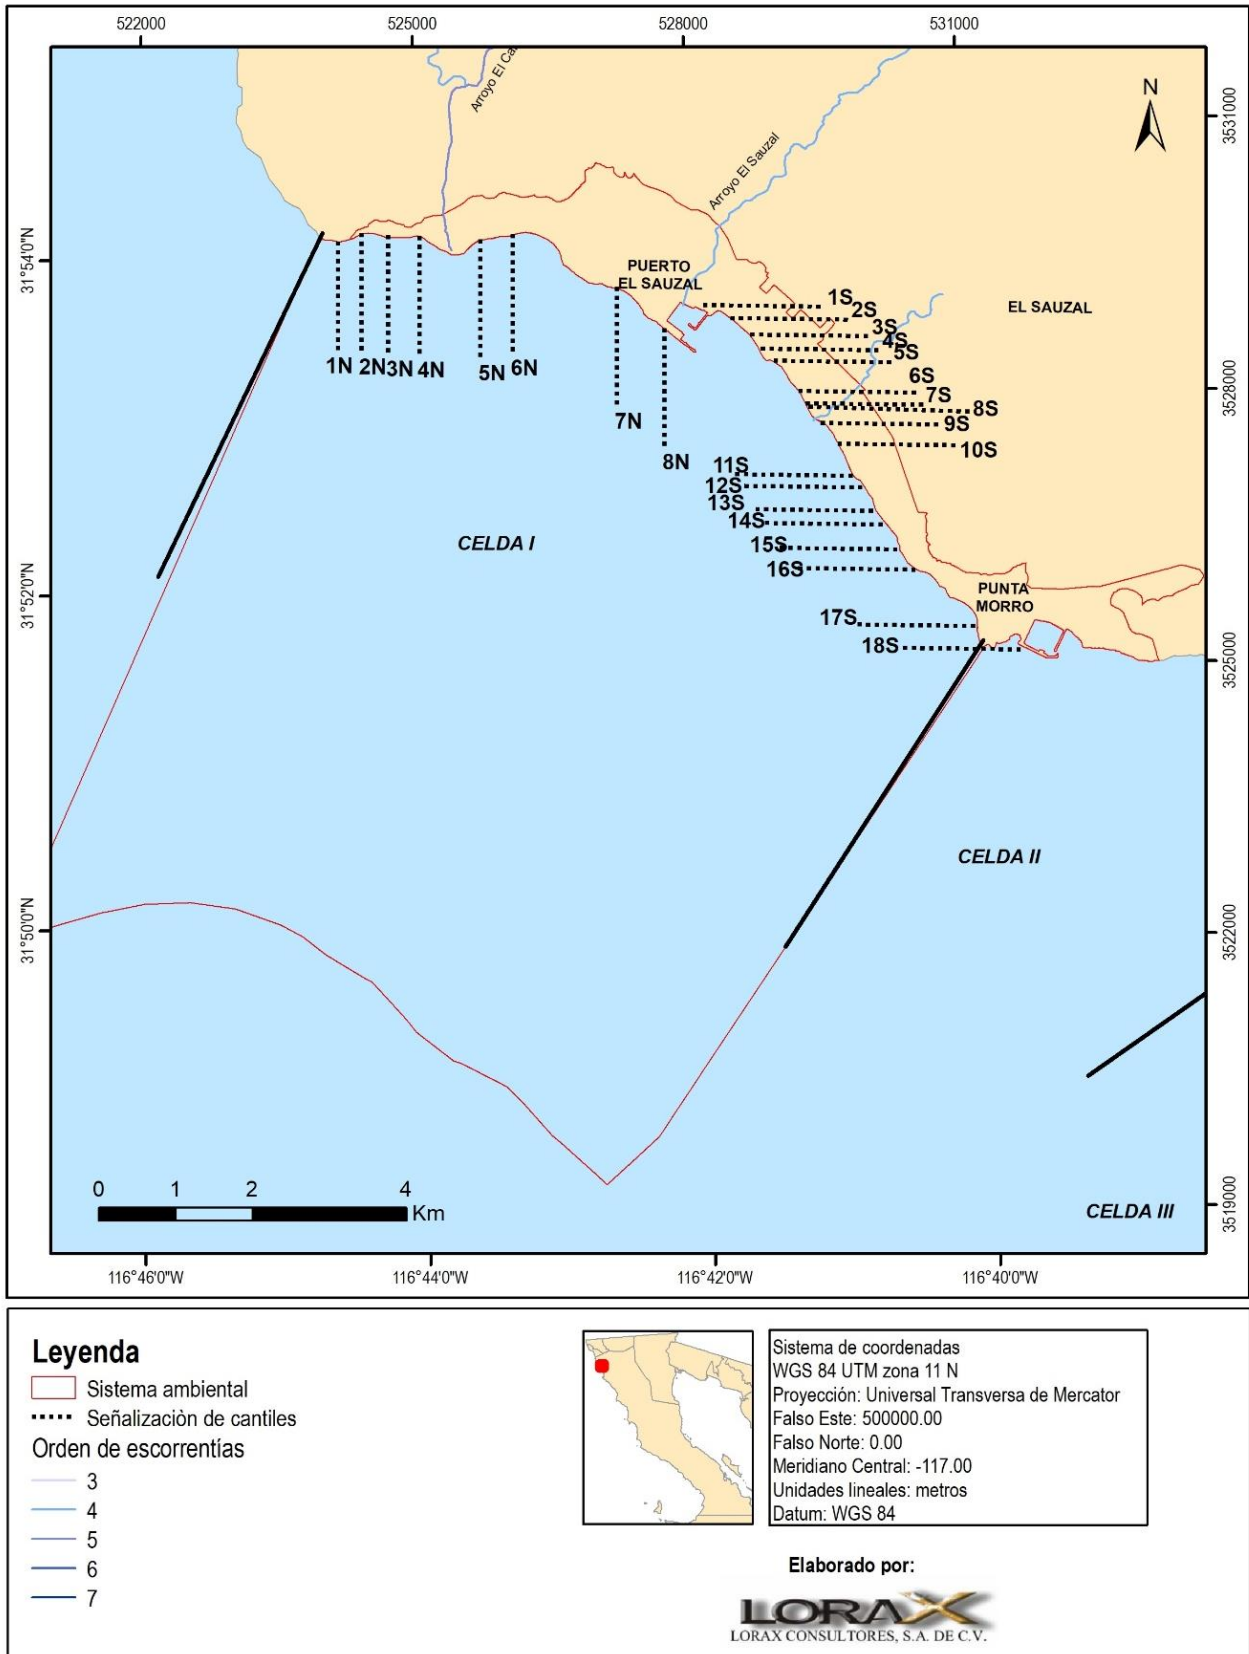 522000
525000
528000
531000
Arroyo El Ca
Arroyo El Sauzal
N
3531000
31°54'0"N
PUERTO
EL SAUZAL
EL SAUZAL
1S
2S
3S
4S
5S
6S
7S
8S
9S
10S
3528000
1N
2N
3N
4N
5N
6N
7N
8N
11S
12S
13S
14S
15S
16S
17S
18S
CELDA I
31°52'0"N
PUNTA
MORRO
3525000
CELDA II
31°50'0"N
3522000
0 1 2 4
Km
CELDA III
3519000
116°46'0"W
116°44'0"W
116°42'0"W
116°40'0"W
Leyenda
Sistema ambiental
Señalizaciòn de cantiles
Orden de escorrentías
3
4
5
6
7
Sistema de coordenadas
WGS 84 UTM zona 11 N
Proyección: Universal Transversa de Mercator
Falso Este: 500000.00
Falso Norte: 0.00
Meridiano Central: -117.00
Unidades lineales: metros
Datum: WGS 84
Elaborado por:
LORAX
LORAX CONSULTORES, S.A. DE C.V.